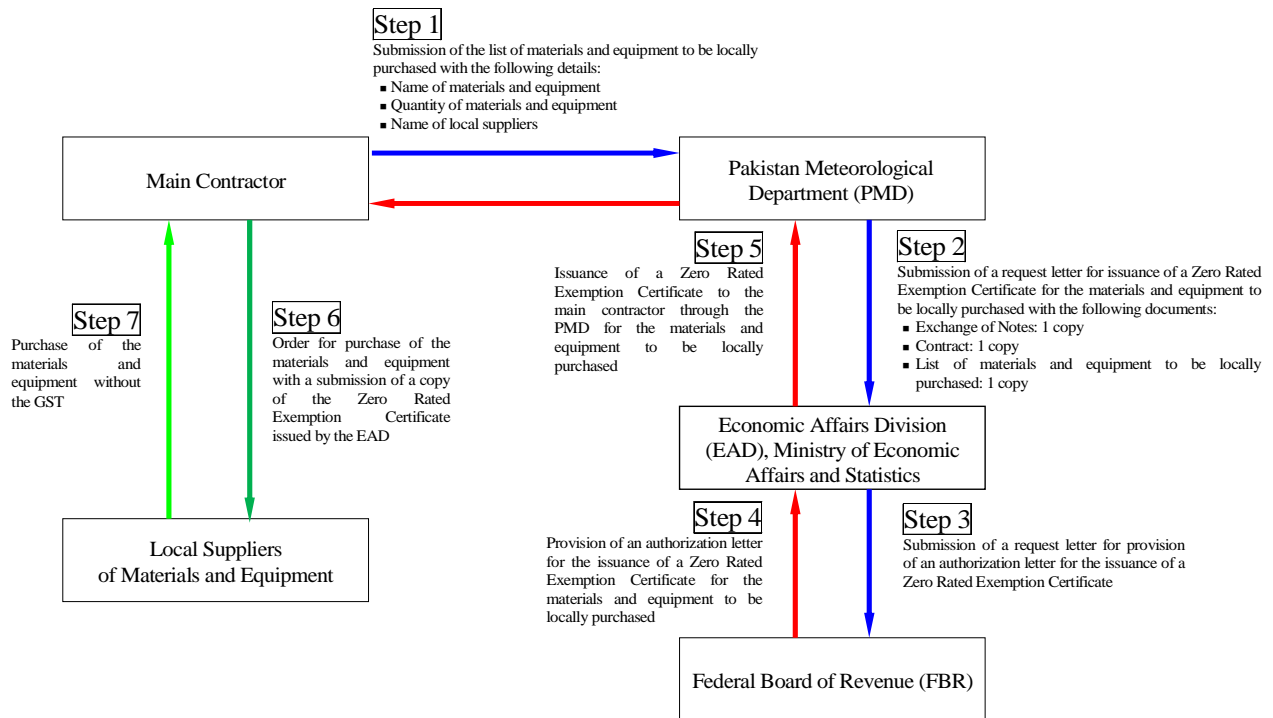 Step 1
Submission of the list of materials and equipment to be locally
purchased with the following details:
■ Name of materials and equipment
■ Quantity of materials and equipment
■ Name of local suppliers
Main Contractor
Pakistan Meteorological
Department (PMD)
Step 5
Issuance of a Zero Rated
Exemption Certificate to the
main contractor through the
PMD for the materials and
equipment to be locally
purchased
Step 2
Submission of a request letter for issuance of a Zero Rated
Exemption Certificate for the materials and equipment to
be locally purchased with the following documents:
■ Exchange of Notes: 1 copy
■ Contract: 1 copy
■ List of materials and equipment to be locally
purchased: 1 copy
Step 7
Purchase of the
materials and
equipment without
the GST
Step 6
Order for purchase of the
materials and equipment
with a submission of a copy
of the Zero Rated
Exemption Certificate
issued by the EAD
Economic Affairs Division
(EAD), Ministry of Economic
Affairs and Statistics
Local Suppliers
of Materials and Equipment
Step 4
Provision of an authorization letter
for the issuance of a Zero Rated
Exemption Certificate for the
materials and equipment to be
locally purchased
Step 3
Submission of a request letter for provision
of an authorization letter for the issuance of a
Zero Rated Exemption Certificate
Federal Board of Revenue (FBR)